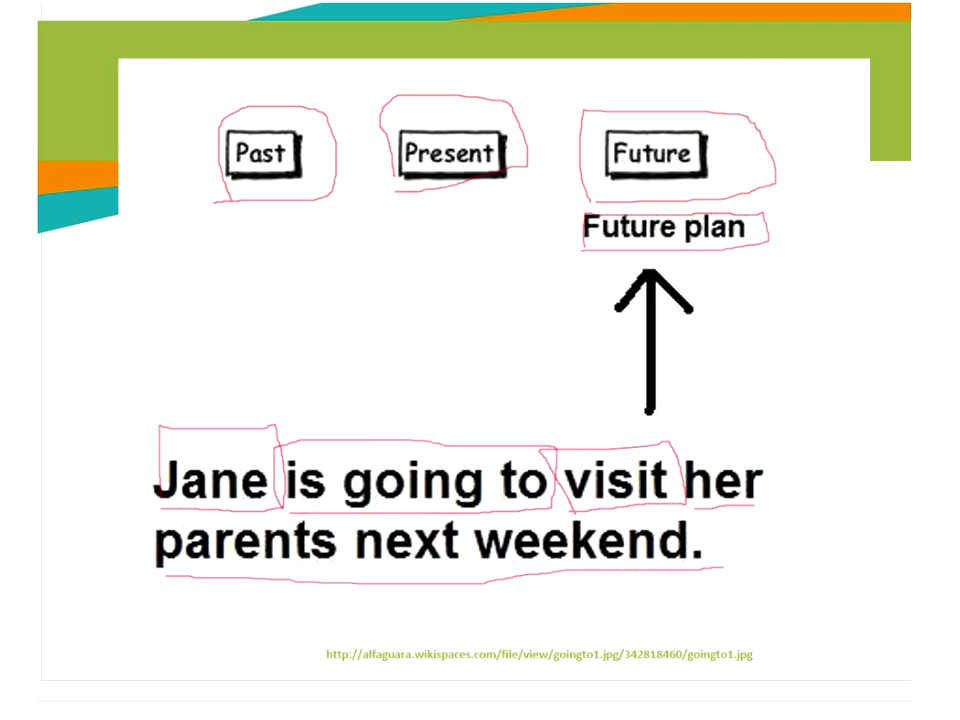 Past Present Future
Future plan
Jane is going to visit her
parents next weekend.
http://alfaguara.wikispaces.com/file/view/goingto1.jpg/342818460/goingto1.jpg